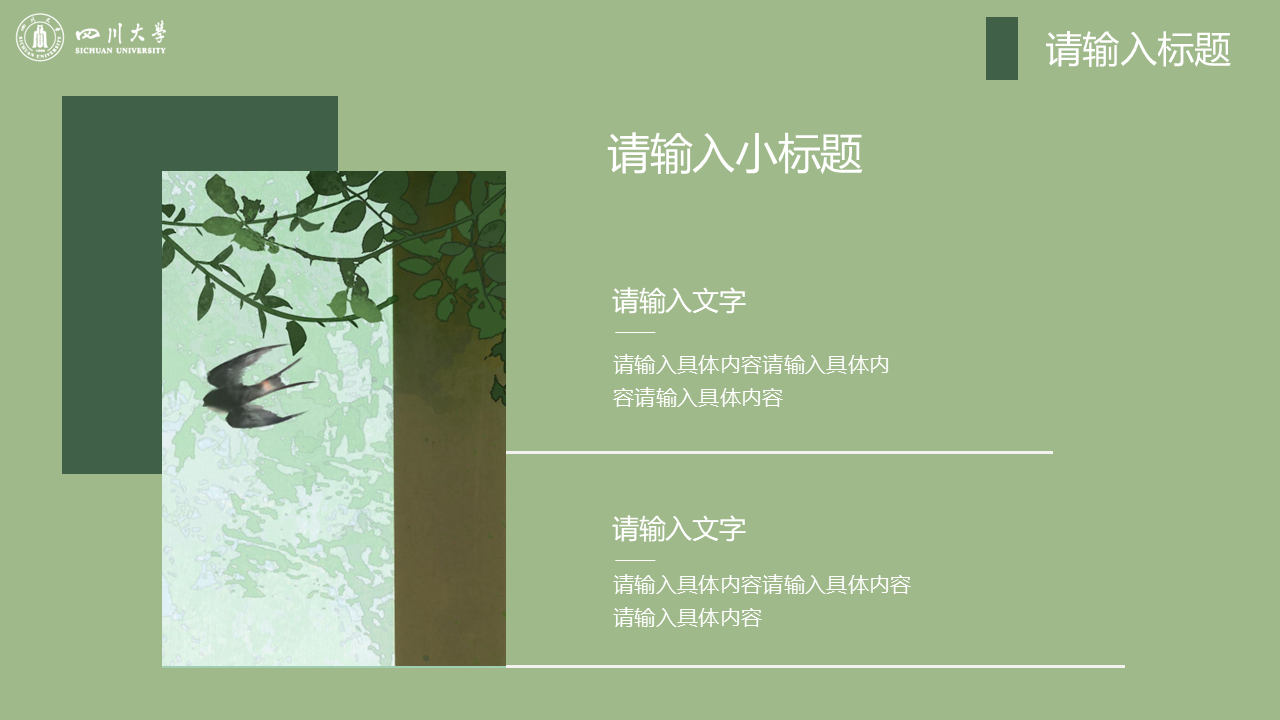 四川大學
SICHUAN UNIVERSITY
请输入标题
请输入小标题
请输入文字
请输入具体内容请输入具体内
容请输入具体内容
请输入文字
请输入具体内容请输入具体内容
请输入具体内容